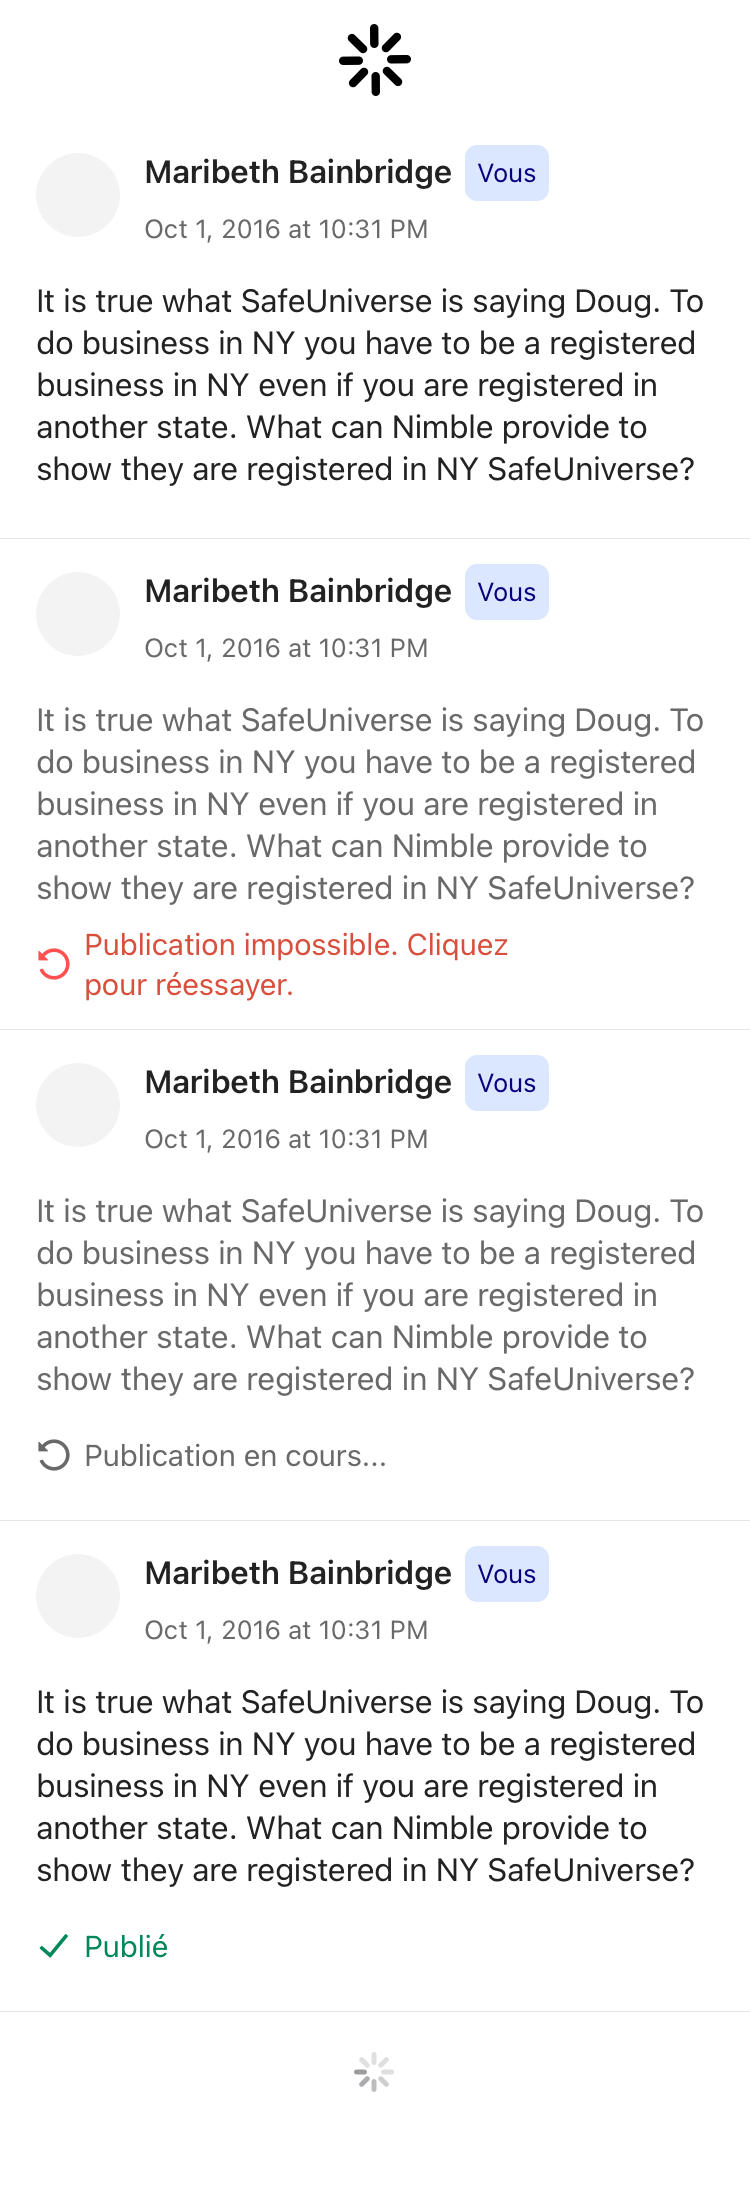 Maribeth Bainbridge Vous
Oct 1, 2016 at 10:31 PM
It is true what SafeUniverse is saying Doug. To
do business in NY you have to be a registered
business in NY even if you are registered in
another state. What can Nimble provide to
show they are registered in NY SafeUniverse?
Maribeth Bainbridge Vous
Oct 1, 2016 at 10:31 PM
It is true what SafeUniverse is saying Doug. To
do business in NY you have to be a registered
business in NY even if you are registered in
another state. What can Nimble provide to
show they are registered in NY SafeUniverse?
Publication impossible. Cliquez
pour réessayer.
Maribeth Bainbridge Vous
Oct 1, 2016 at 10:31 PM
It is true what SafeUniverse is saying Doug. To
do business in NY you have to be a registered
business in NY even if you are registered in
another state. What can Nimble provide to
show they are registered in NY SafeUniverse?
Publication en cours...
Maribeth Bainbridge Vous
Oct 1, 2016 at 10:31 PM
It is true what SafeUniverse is saying Doug. To
do business in NY you have to be a registered
business in NY even if you are registered in
another state. What can Nimble provide to
show they are registered in NY SafeUniverse?
Publié